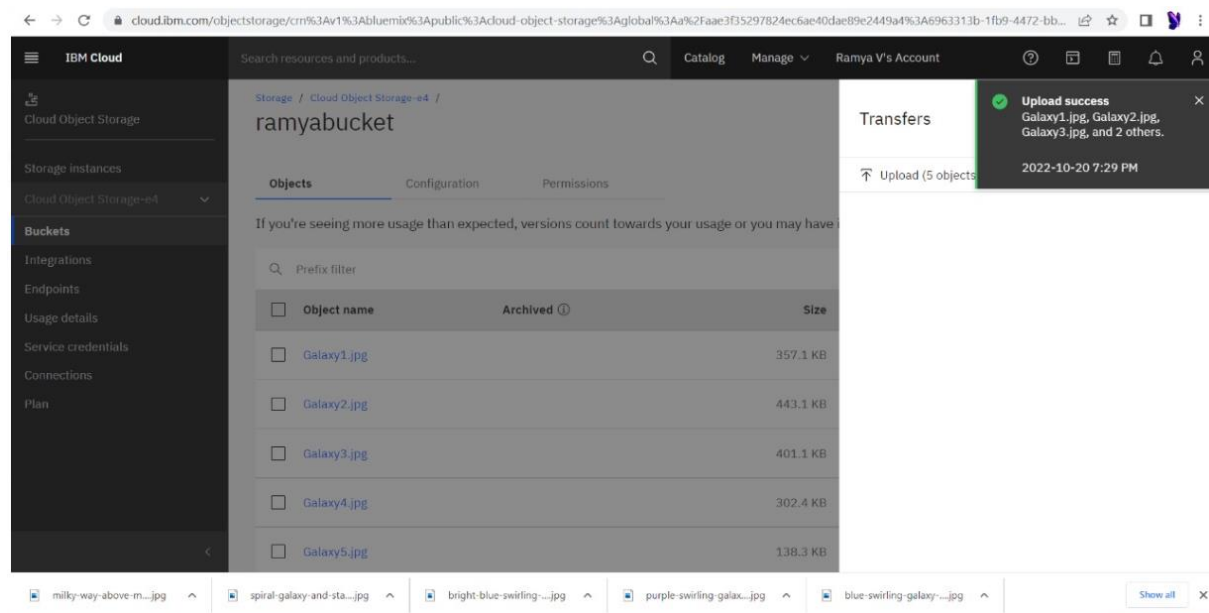 cloud.ibm.com/objectstorage/crn%3Av1%3Abluemix%3Apublic%3Acloud-object-storage%3Aglobal%3Aa%2Faae3f35297824ec6ae40dae89e2449a4%3A6963313b-1fb9-4472-bb...
IBM Cloud
Search resources and products...
Catalog
Manage
Ramya V's Account
Cloud Object Storage
Storage instances
Cloud Object Storage-e4
Buckets
Integrations
Endpoints
Usage details
Service credentials
Connections
Plan
Storage / Cloud Object Storage-e4 /
ramyabucket
Objects Configuration Permissions
If you're seeing more usage than expected, versions count towards your usage or you may have i
Prefix filter
Object name Archived Size
Galaxy1.jpg 357.1 KB
Galaxy2.jpg 443.1 KB
Galaxy3.jpg 401.1 KB
Galaxy4.jpg 302.4 KB
Galaxy5.jpg 138.3 KB
Transfers
Upload (5 objects
Upload success
Galaxy1.jpg, Galaxy2.jpg,
Galaxy3.jpg, and 2 others.
2022-10-20 7:29 PM
milky-way-above-m....jpg
spiral-galaxy-and-sta....jpg
bright-blue-swirling-....jpg
purple-swirling-galax....jpg
blue-swirling-galaxy-....jpg
Show all